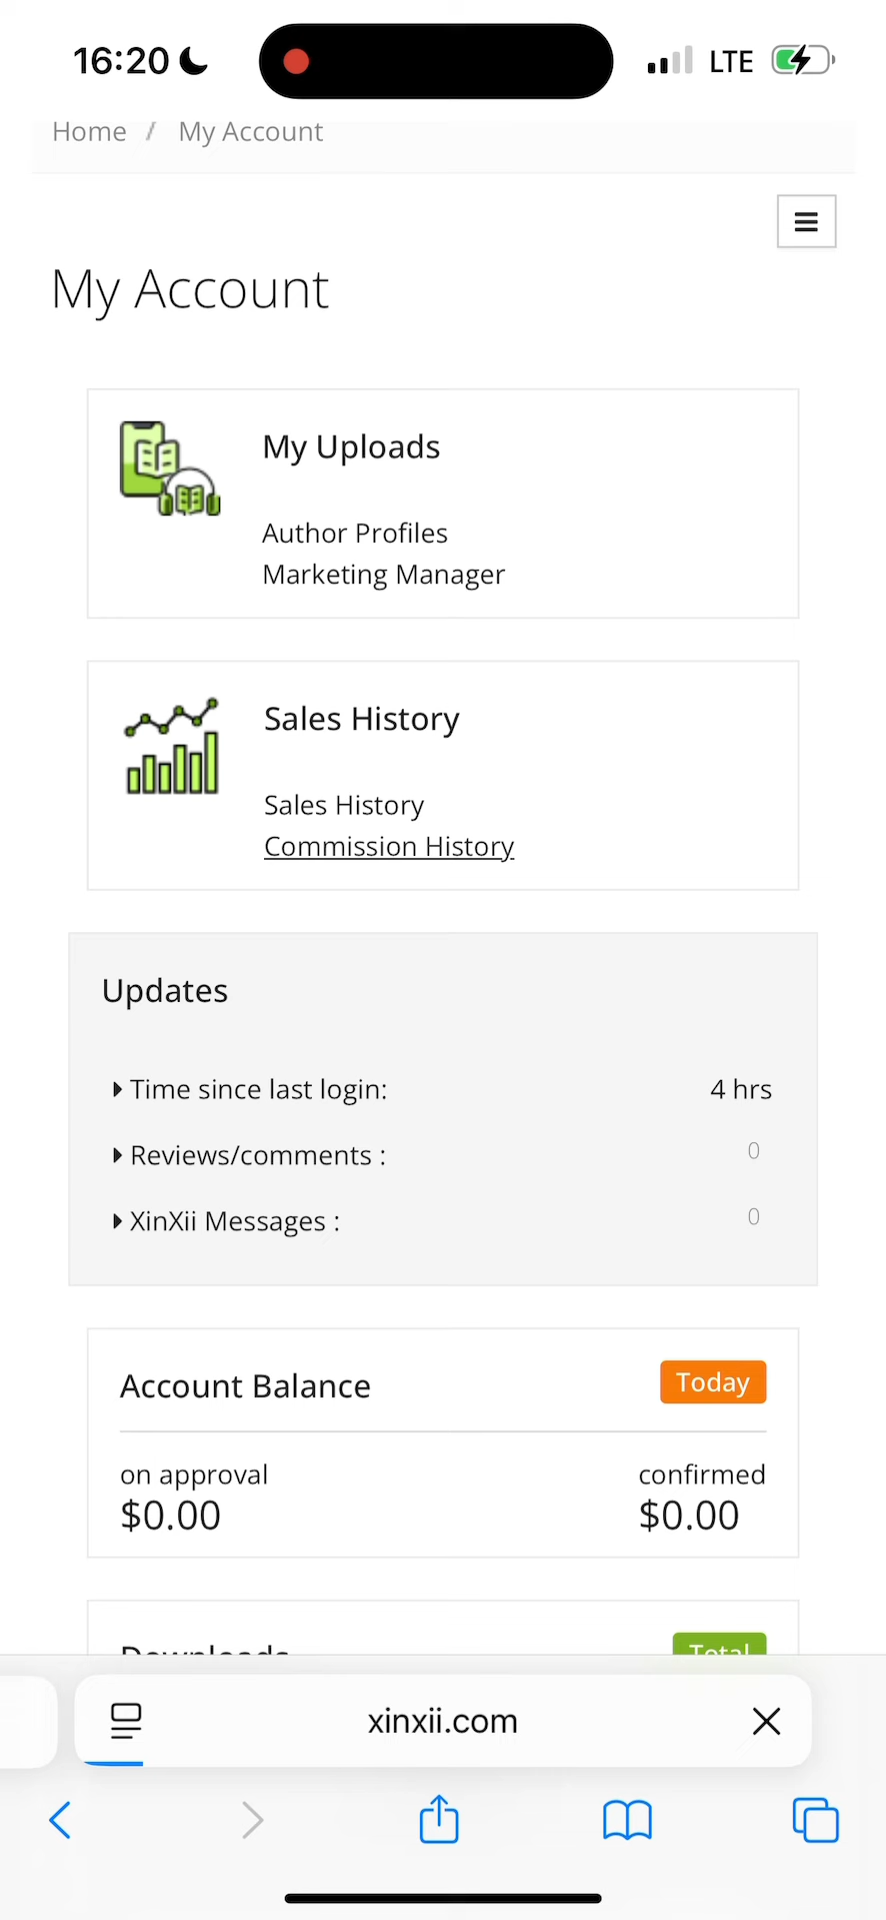 16:20
LTE
Home / My Account
My Account
My Uploads
Author Profiles
Marketing Manager
Sales History
Sales History
Commission History
Updates
Time since last login: 4 hrs
Reviews/comments : 0
XinXii Messages : 0
Account Balance Today
on approval confirmed
$0.00 $0.00
Downloads Total
xinxii.com